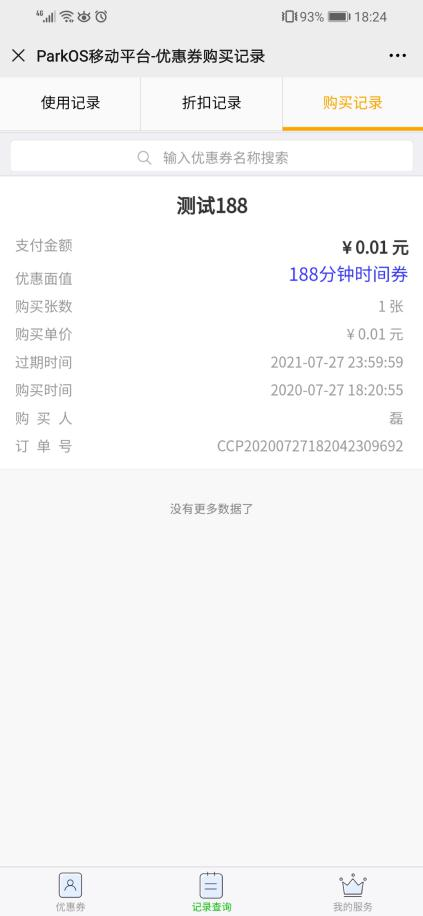 4G 93% 18:24
ParkOS移动平台-优惠券购买记录
使用记录 折扣记录 购买记录
输入优惠券名称搜索
测试188
支付金额 ¥0.01 元
优惠面值 188分钟时间券
购买张数 1 张
购买单价 ¥0.01 元
过期时间 2021-07-27 23:59:59
购买时间 2020-07-27 18:20:55
购 买 人 磊
订 单 号 CCP20200727182042309692
没有更多数据了
优惠券 记录查询 我的服务